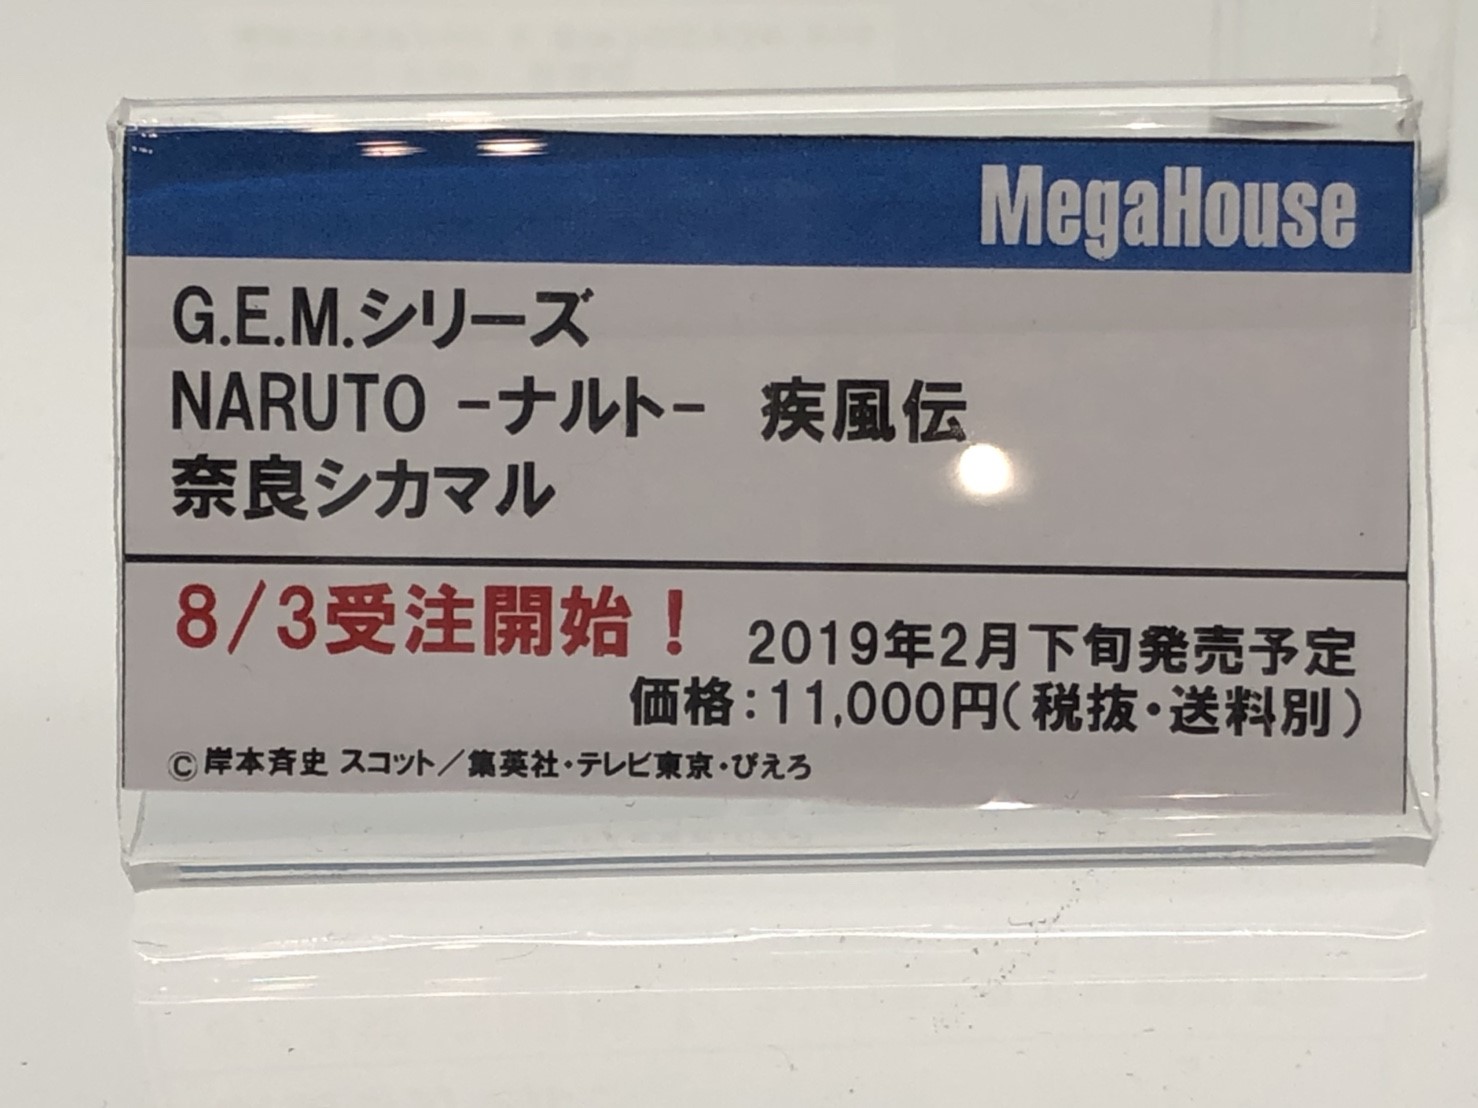 MegaHouse
G.E.M.シリーズ
NARUTO -ナルト- 疾風伝
奈良シカマル
8/3受注開始！
2019年2月下旬発売予定
価格：11,000円（税抜・送料別）
©岸本斉史 スコット／集英社・テレビ東京・ぴえろ